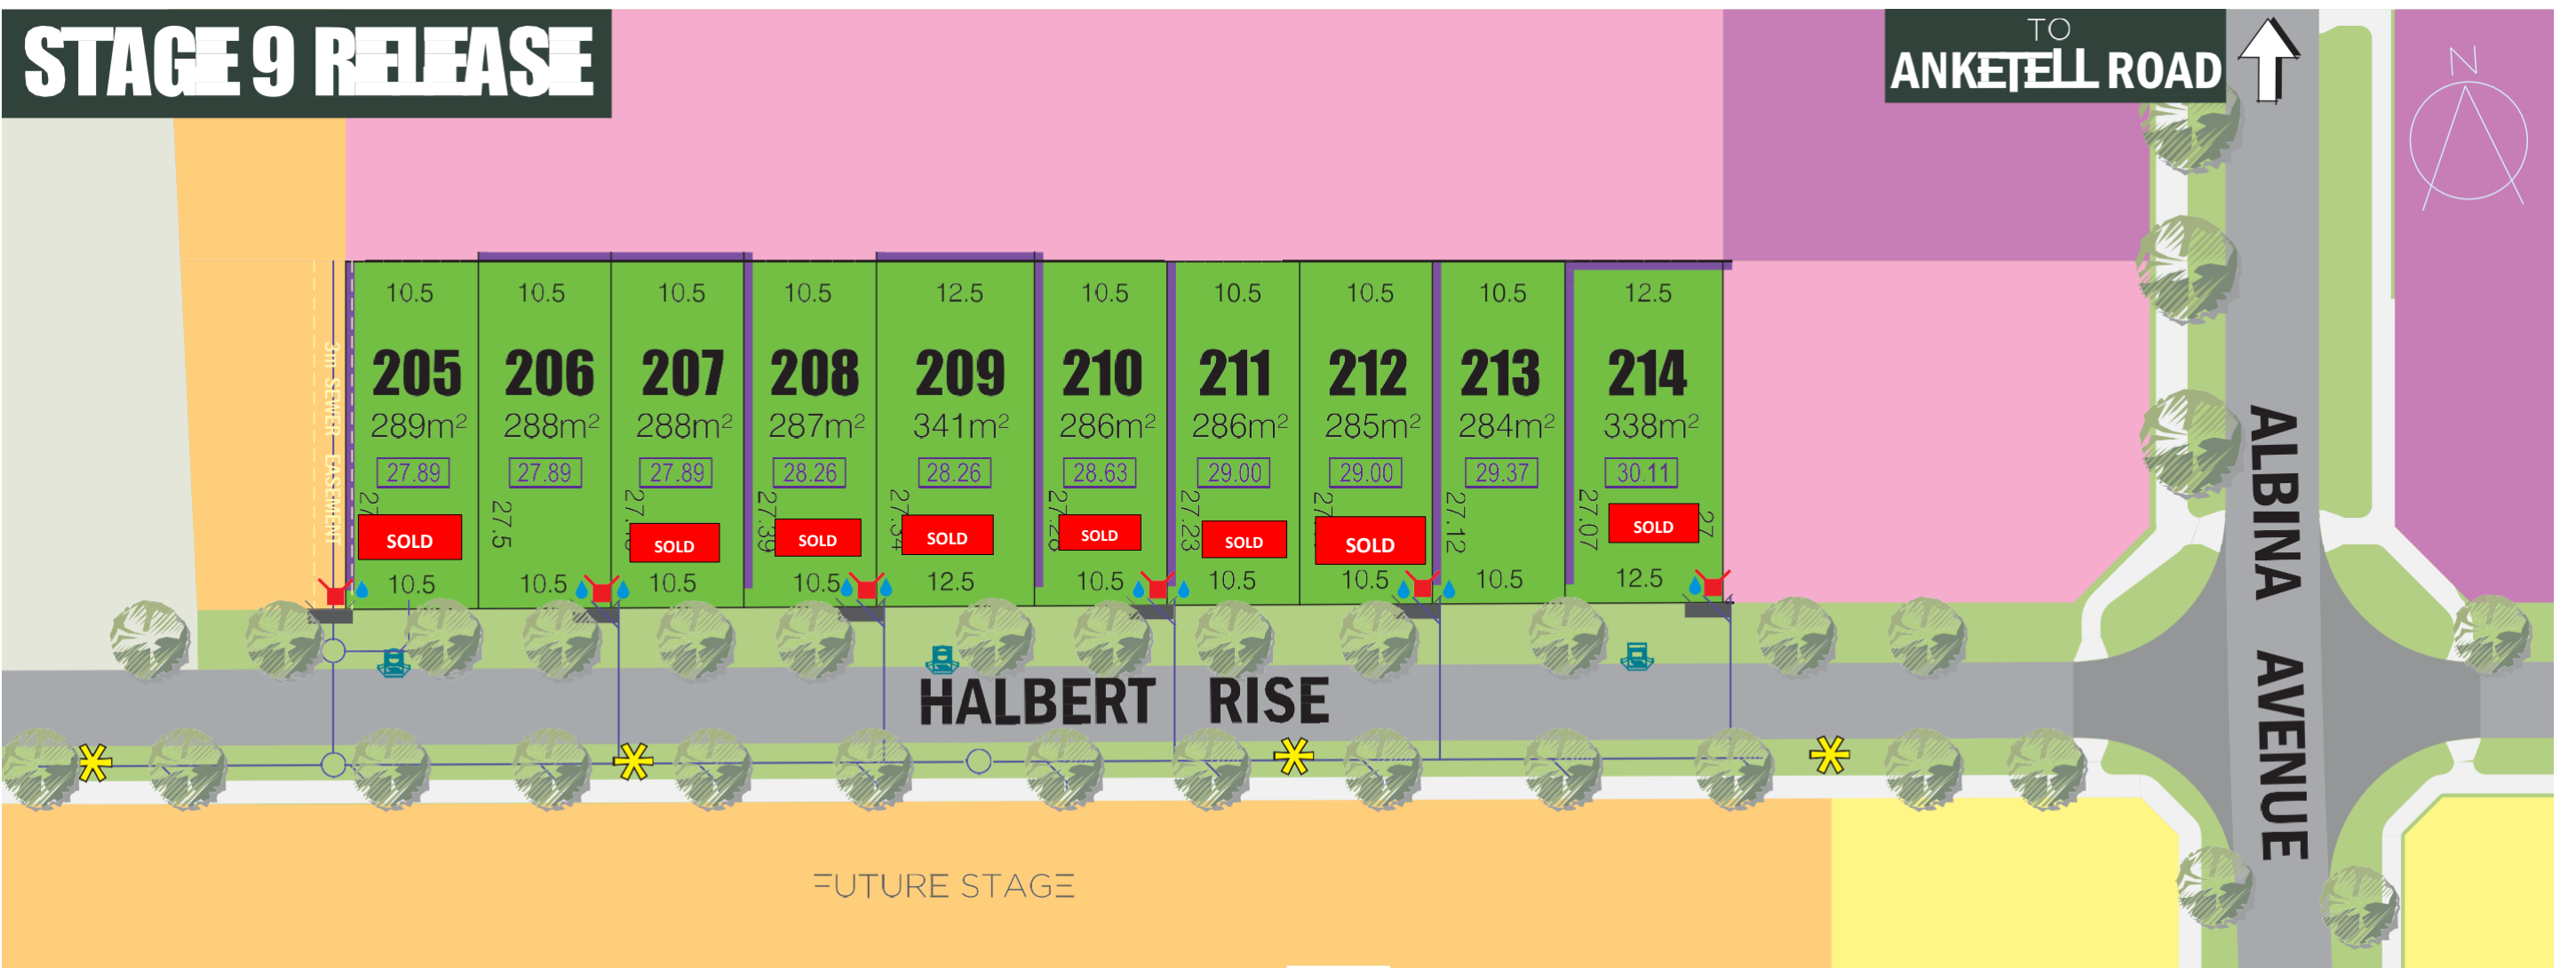 STAGE 9 RELEASE
TO
ANKETELL ROAD
N
10.5
10.5
10.5
10.5
12.5
10.5
10.5
10.5
10.5
12.5
205
206
207
208
209
210
211
212
213
214
289m²
288m²
288m²
287m²
341m²
286m²
286m²
285m²
284m²
338m²
27.89
27.89
27.89
28.26
28.26
28.63
29.00
29.00
29.37
30.11
3m SEWER EASEMENT
27.5
27.39
27.23
27.12
27.07
27
SOLD
SOLD
SOLD
SOLD
SOLD
SOLD
SOLD
SOLD
10.5
10.5
10.5
10.5
12.5
10.5
10.5
10.5
10.5
12.5
HALBERT RISE
ALBINA AVENUE
FUTURE STAGE